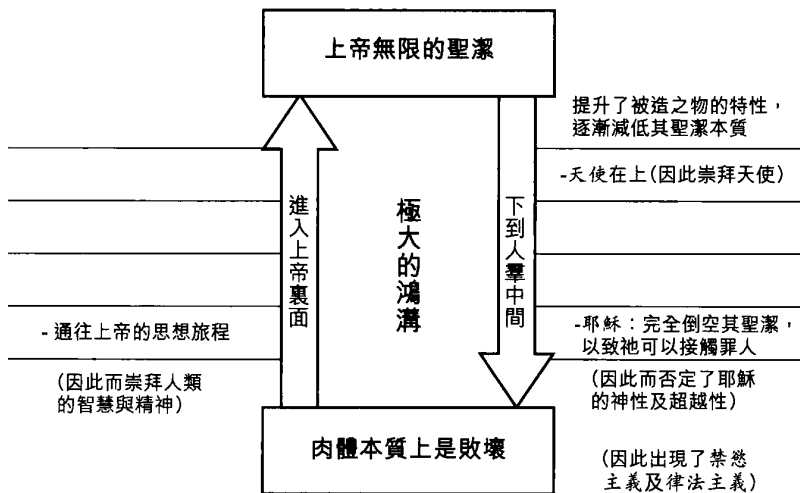 上帝無限的聖潔
提升了被造之物的特性，
逐漸減低其聖潔本質
-天使在上(因此崇拜天使)
進入上帝裏面
極大的鴻溝
下到人羣中間
-通往上帝的思想旅程
(因此而崇拜人類
的智慧與精神)
-耶穌：完全倒空其聖潔，
以致祂可以接觸罪人
(因此而否定了耶穌
的神性及超越性)
肉體本質上是敗壞
(因此出現了禁慾
主義及律法主義)